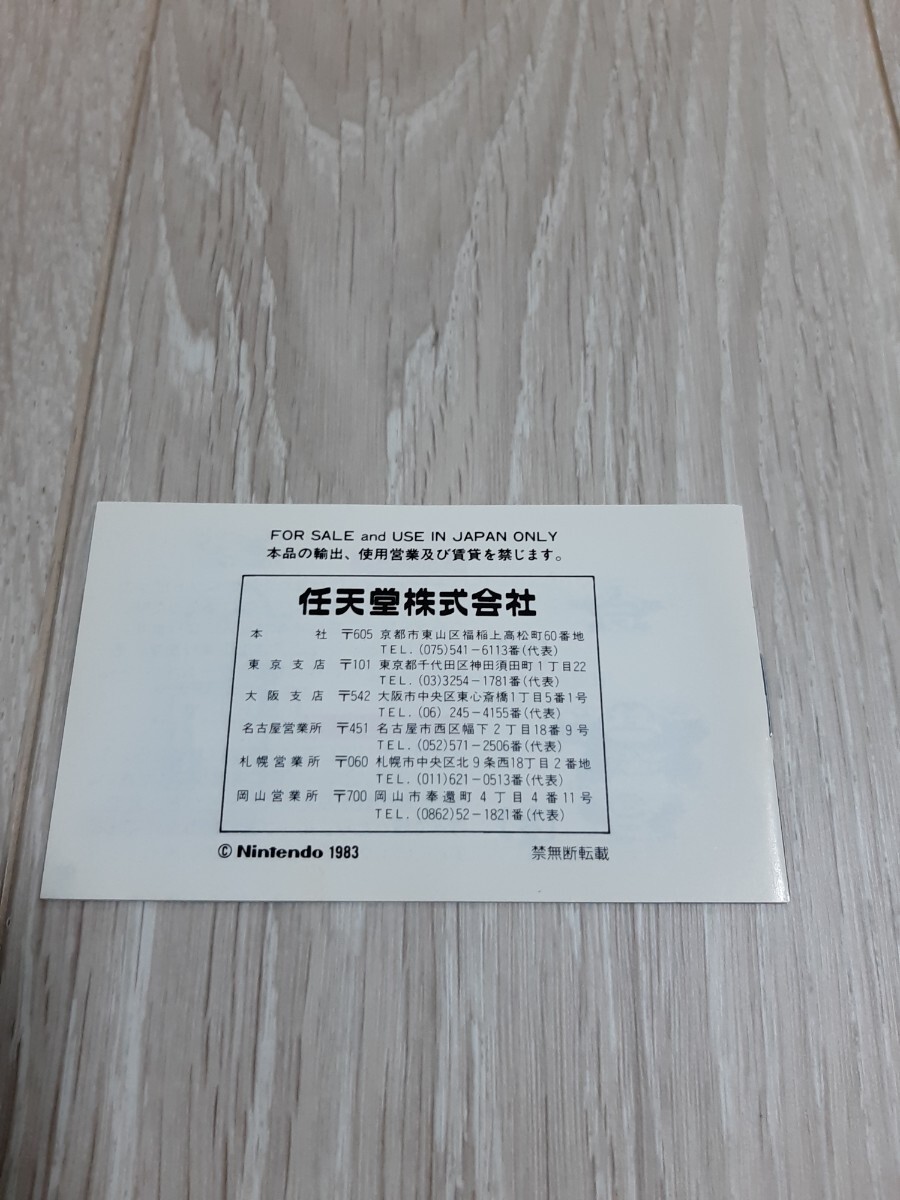 FOR SALE and USE IN JAPAN ONLY
本品の輸出、使用営業及び賃貸を禁じます。
任天堂株式会社
本社 〒605 京都市東山区福稲上高松町60番地
TEL. (075)541-6113番(代表)
東京支店 〒101 東京都千代田区神田須田町1丁目22
TEL. (03)3254-1781番(代表)
大阪支店 〒542 大阪市中央区東心斎橋1丁目5番1号
TEL. (06) 245-4155番(代表)
名古屋営業所 〒451 名古屋市西区幅下2丁目18番9号
TEL. (052)571-2506番(代表)
札幌営業所 〒060 札幌市中央区北9条西18丁目2番地
TEL. (011)621-0513番(代表)
岡山営業所 〒700 岡山市奉還町4丁目4番11号
TEL. (0862)52-1821番(代表)
© Nintendo 1983 禁無断転載